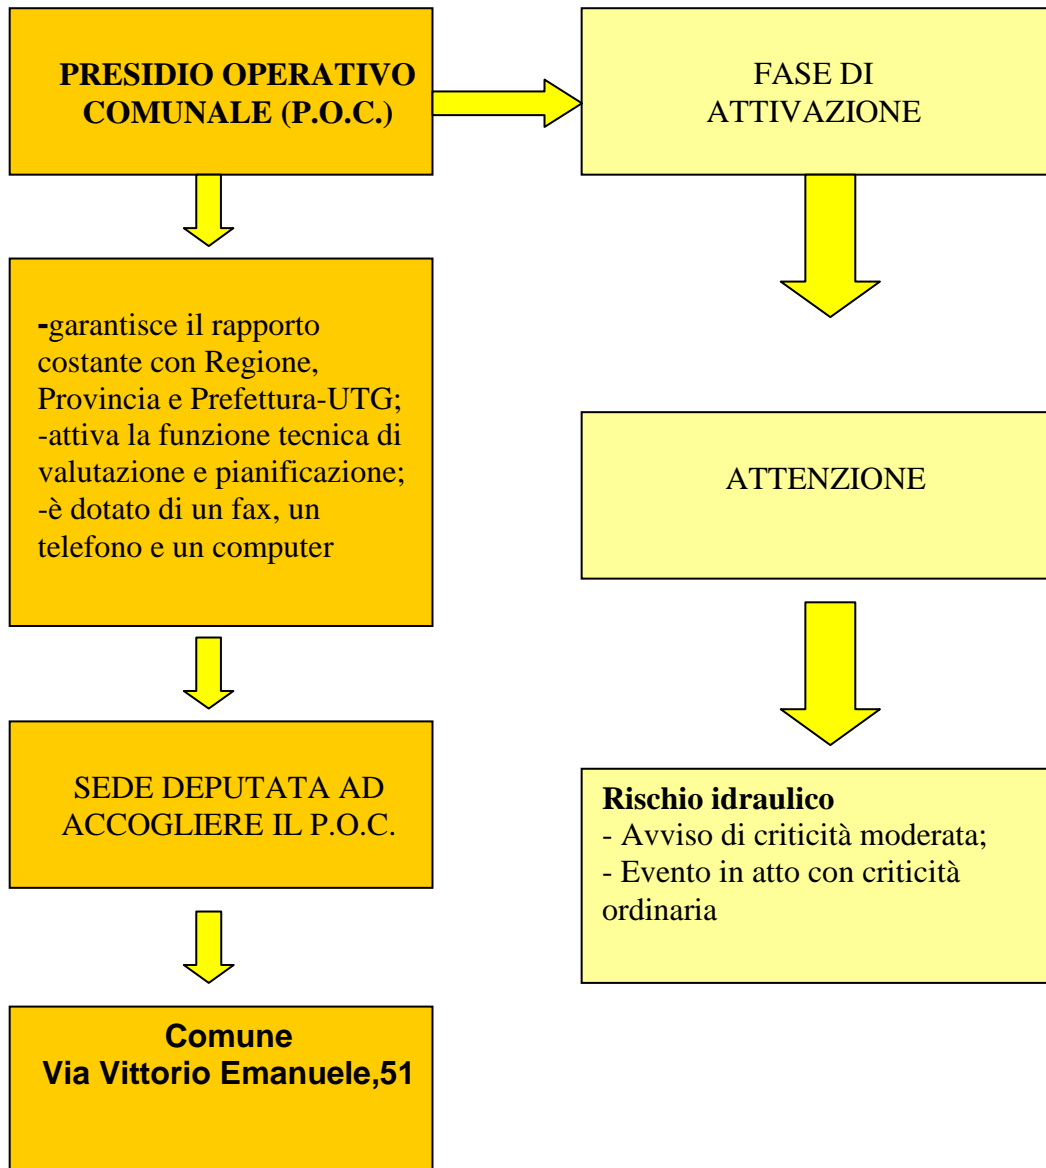 PRESIDIO OPERATIVO
COMUNALE (P.O.C.)
FASE DI
ATTIVAZIONE
-garantisce il rapporto
costante con Regione,
Provincia e Prefettura-UTG;
-attiva la funzione tecnica di
valutazione e pianificazione;
-è dotato di un fax, un
telefono e un computer
ATTENZIONE
SEDE DEPUTATA AD
ACCOGLIERE IL P.O.C.
Rischio idraulico
- Avviso di criticità moderata;
- Evento in atto con criticità
ordinaria
Comune
Via Vittorio Emanuele,51